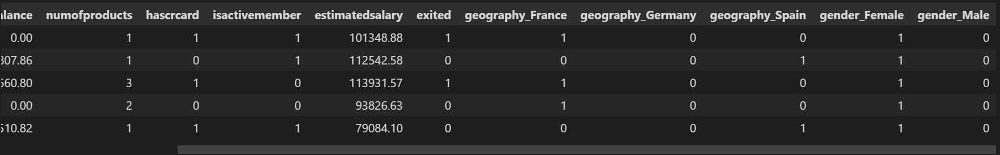 numofproducts hascrcard isactivemember estimatedsalary exited geography_France geography_Germany geography_Spain gender_Female gender_Male
0.00 1 1 1 101348.88 1 1 0 0 1 0
807.86 1 0 1 112542.58 0 0 0 1 1 0
660.80 3 1 0 113931.57 1 1 0 0 1 0
0.00 2 0 0 93826.63 0 1 0 0 1 0
510.82 1 1 1 79084.10 0 0 0 1 1 0